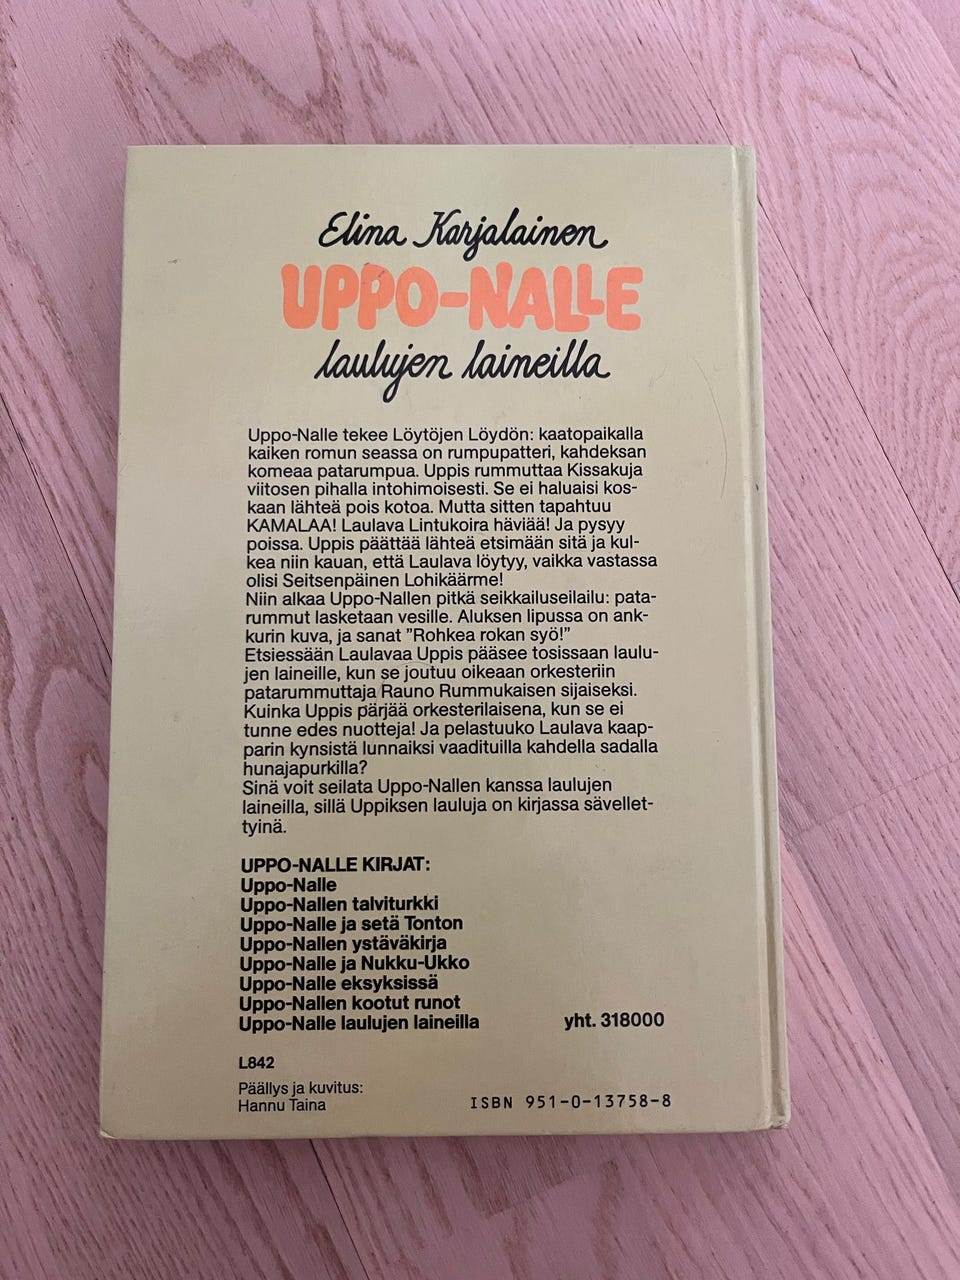 Elina Karjalainen
UPPO-NALLE
laulujen laineilla
Uppo-Nalle tekee Löytöjen Löydön: kaatopaikalla
kaiken romun seassa on rumpupatteri, kahdeksan
komeaa patarumpua. Uppis rummuttaa Kissakuja
viitosen pihalla intohimoisesti. Se ei haluaisi kos-
kaan lähteä pois kotoa. Mutta sitten tapahtuu
KAMALAA! Laulava Lintukoira häviää! Ja pysyy
poissa. Uppis päättää lähteä etsimään sitä ja kul-
kea niin kauan, että Laulava löytyy, vaikka vastassa
olisi Seitsenpäinen Lohikäärme!
Niin alkaa Uppo-Nallen pitkä seikkailuseilailu: pata-
rummut lasketaan vesille. Aluksen lipussa on ank-
kurin kuva, ja sanat ”Rohkea rokan syö!”
Etsiessään Laulavaa Uppis pääsee tosissaan laulu-
jen laineille, kun se joutuu oikeaan orkesteriin
patarummuttaja Rauno Rummukaisen sijaiseksi.
Kuinka Uppis pärjää orkesterilaisena, kun se ei
tunne edes nuotteja! Ja pelastuuko Laulava kaap-
parin kynsistä lunnaiksi vaadituilla kahdella sadalla
hunajapurkilla?
Sinä voit seilata Uppo-Nallen kanssa laulujen
laineilla, sillä Uppiksen lauluja on kirjassa sävellet-
tyinä.
UPPO-NALLE KIRJAT:
Uppo-Nalle
Uppo-Nallen talviturkki
Uppo-Nalle ja setä Tonton
Uppo-Nallen ystäväkirja
Uppo-Nalle ja Nukku-Ukko
Uppo-Nalle eksyksissä
Uppo-Nallen kootut runot
Uppo-Nalle laulujen laineilla yht. 318000
L842
Päällys ja kuvitus:
Hannu Taina ISBN 951-0-13758-8